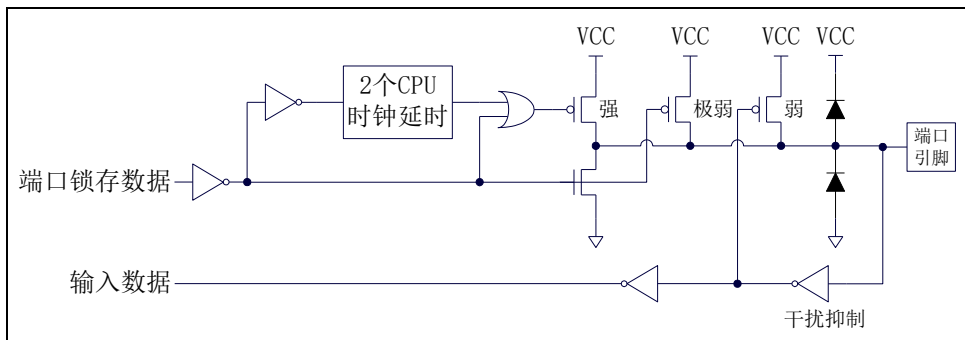 VCC
VCC
VCC
VCC
2个CPU
时钟延时
强
极弱
弱
端口
引脚
端口锁存数据
输入数据
干扰抑制